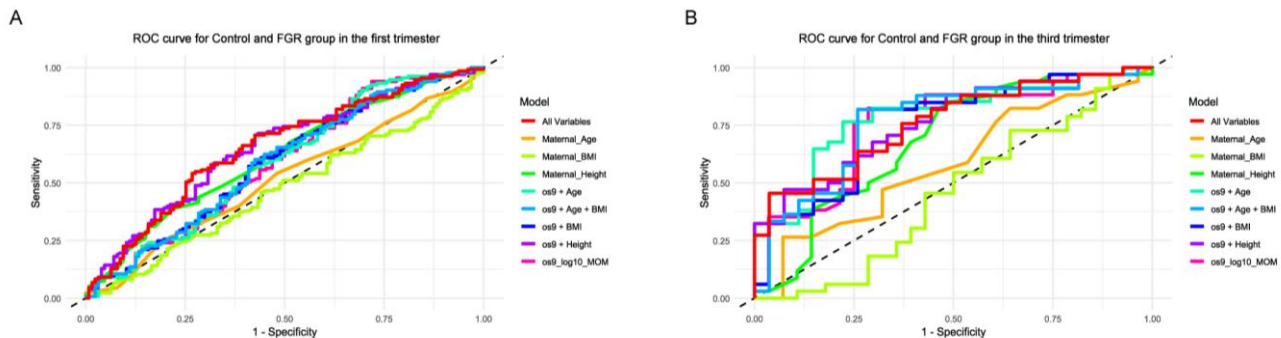 A
ROC curve for Control and FGR group in the first trimester
1.00
0.75
0.50
0.25
0.00
Sensitivity
0.00
0.25
0.50
0.75
1.00
1 - Specificity
Model
All Variables
Maternal_Age
Maternal_BMI
Maternal_Height
os9 + Age
os9 + Age + BMI
os9 + BMI
os9 + Height
os9_log10_MOM
B
ROC curve for Control and FGR group in the third trimester
1.00
0.75
0.50
0.25
0.00
Sensitivity
0.00
0.25
0.50
0.75
1.00
1 - Specificity
Model
All Variables
Maternal_Age
Maternal_BMI
Maternal_Height
os9 + Age
os9 + Age + BMI
os9 + BMI
os9 + Height
os9_log10_MOM